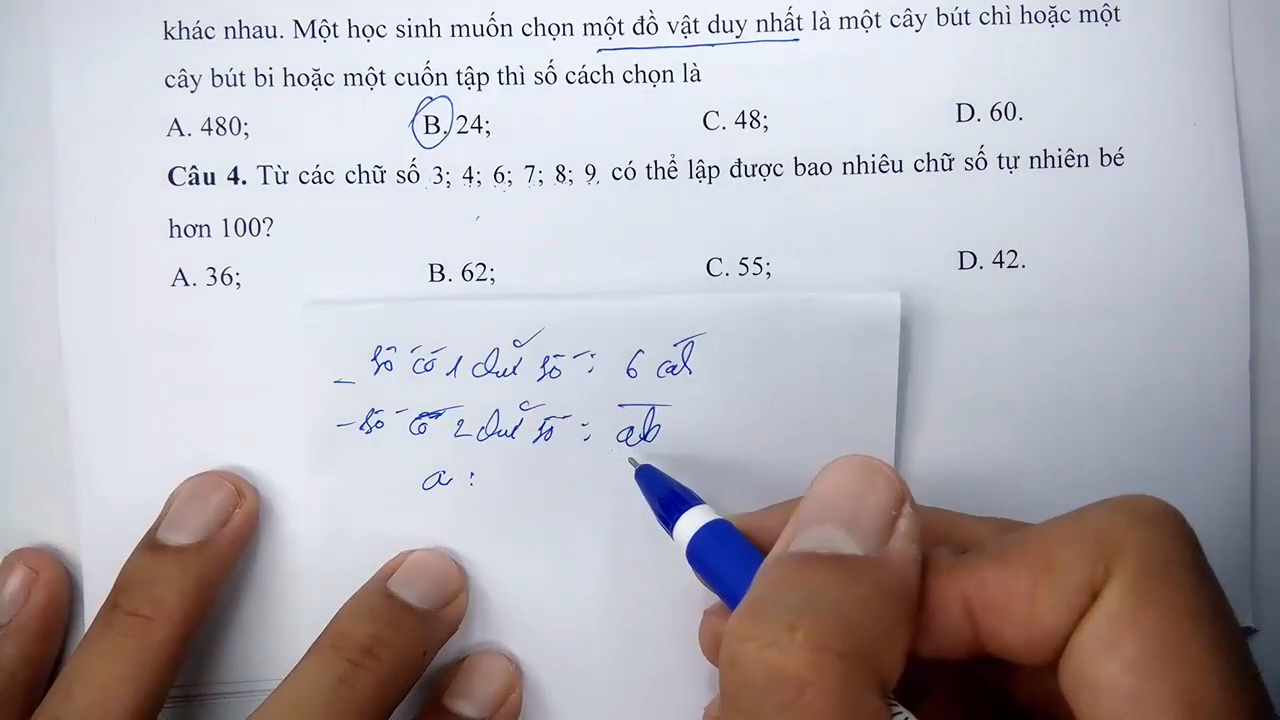 khác nhau. Một học sinh muốn chọn một đồ vật duy nhất là một cây bút chì hoặc một
cây bút bi hoặc một cuốn tập thì số cách chọn là
A. 480; B. 24; C. 48; D. 60.
Câu 4. Từ các chữ số 3; 4; 6; 7; 8; 9 có thể lập được bao nhiêu chữ số tự nhiên bé
hơn 100?
A. 36; B. 62; C. 55; D. 42.
- Số có 1 chữ số: 6 cách
- Số có 2 chữ số: ab
a: